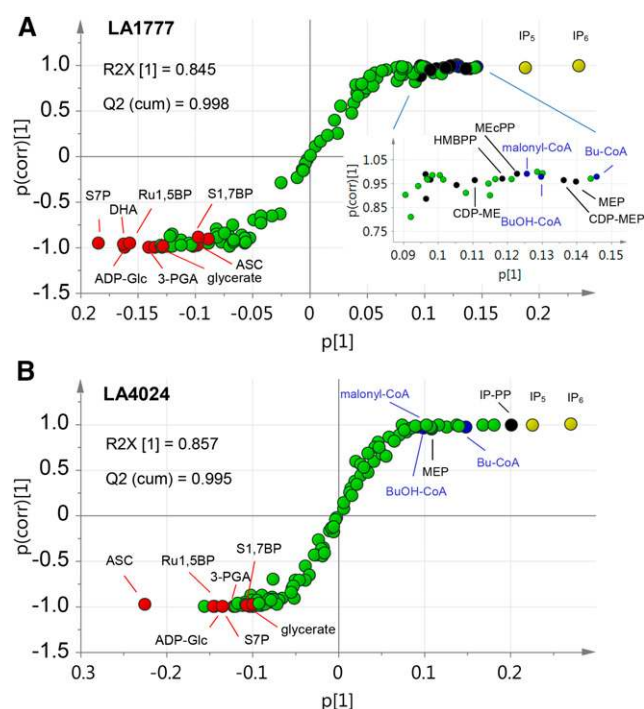 A
LA1777
R2X [1] = 0.845
Q2 (cum) = 0.998
IP5 IP6
1.5
1.0
0.5
0
-0.5
-1.0
-1.5
p(corr)[1]
S7P
DHA
Ru1,5BP
S1,7BP
ADP-Glc
3-PGA
glycerate
ASC
0.2 -0.15 -0.1 -0.05 0 0.05 0.1 0.15 0.2
p[1]
MEcPP
HMBPP
malonyl-CoA
Bu-CoA
1.05
0.95
0.85
0.75
p(corr)[1]
CDP-ME
BuOH-CoA
MEP
CDP-MEP
0.09 0.10 0.11 0.12 0.13 0.14 0.15
p[1]
B
LA4024
R2X [1] = 0.857
Q2 (cum) = 0.995
malonyl-CoA
IP-PP
IP5 IP6
MEP
Bu-CoA
BuOH-CoA
1.0
0.5
0
-0.5
-1.0
-1.5
p(corr)[1]
ASC
Ru1,5BP
S1,7BP
3-PGA
ADP-Glc
S7P
glycerate
0.3 -0.2 -0.1 0 0.1 0.2 0.3
p[1]